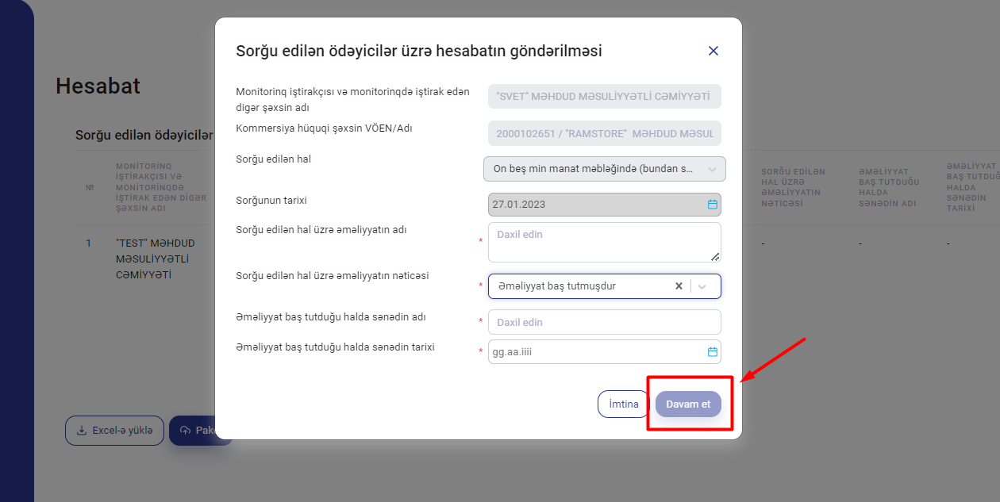 Sorğu edilən ödəyicilər üzrə hesabatın göndərilməsi
Monitorinq iştirakçısı və monitorinqdə iştirak edən
digər şəxsin adı
"SVET" MƏHDUD MƏSULİYYƏTLİ CƏMİYYƏTİ
Kommersiya hüquqi şəxsin VÖEN/Adı
2000102651 / "RAMSTORE" MƏHDUD MƏSUL
Sorğu edilən hal
On beş min manat məbləğində (bundan s...
Sorğunun tarixi
27.01.2023
Sorğu edilən hal üzrə əməliyyatın adı
*
Daxil edin
Sorğu edilən hal üzrə əməliyyatın nəticəsi
*
Əməliyyat baş tutmuşdur
Əməliyyat baş tutduğu halda sənədin adı
*
Daxil edin
Əməliyyat baş tutduğu halda sənədin tarixi
*
gg.aa.iiii
İmtina
Davam et
Hesabat
Sorğu edilən ödəyicilər
№
MONİTORİNQ
İŞTİRAKÇISI VƏ
MONİTORİNQDƏ
İŞTİRAK EDƏN DİGƏR
ŞƏXSİN ADI
SORĞU EDİLƏN
HAL ÜZRƏ
ƏMƏLİYYATIN
NƏTİCƏSİ
ƏMƏLİYYAT
BAŞ TUTDUĞU
HALDA
SƏNƏDİN ADI
ƏMƏLİYYAT
BAŞ TUTDUĞ
HALDA
SƏNƏDİN
TARİXİ
1
"TEST" MƏHDUD
MƏSULİYYƏTLİ
CƏMİYYƏTİ
-
-
-
Excel-ə yüklə
Pak